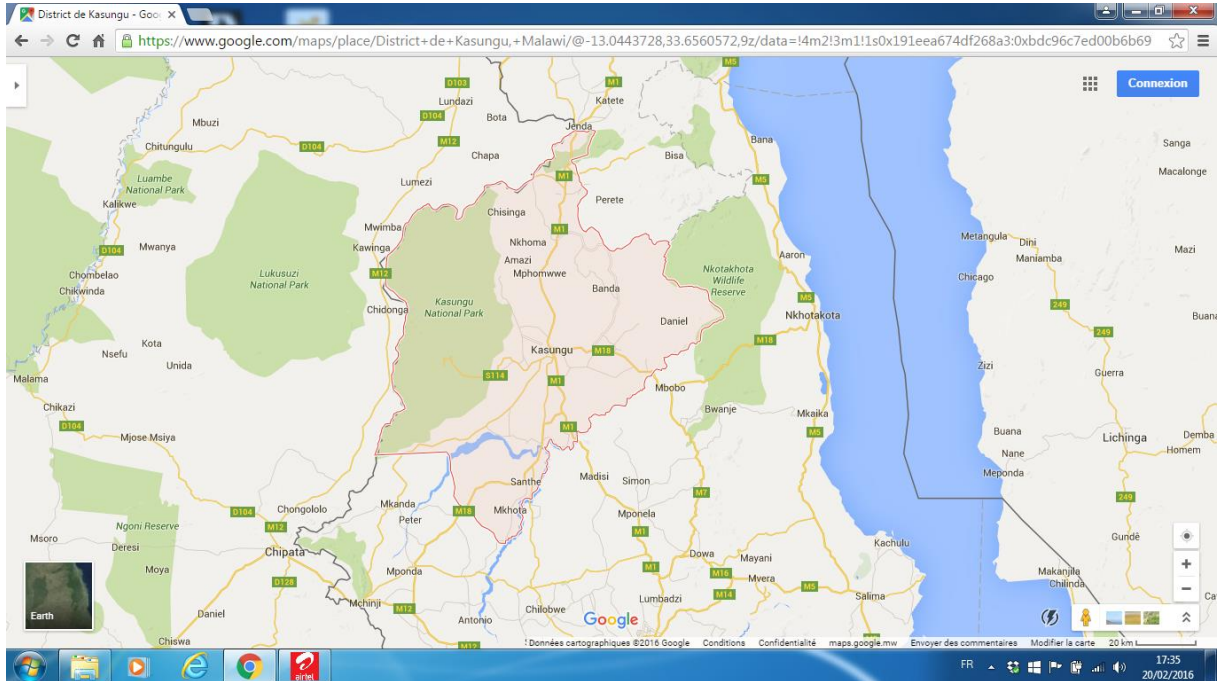 District de Kasungu - Goo
https://www.google.com/maps/place/District+de+Kasungu,+Malawi/@-13.0443728,33.6560572,9z/data=!4m2!3m1!1s0x191eea674df268a3:0xbdc96c7ed00b6b69
Connexion
D103
M1
Lundazi
Katete
D104
Bota
M12
Mbuzi
Jenda
Chitungulu
D104
M12
Bana
Sanga
Chapa
Bisa
Luambe
National Park
Lumezi
M1
M5
Macalonge
Kalikwe
Perete
Chisinga
Mwimba
M1
Metangula
Dini
D104
Mwanya
Kawinga
Nkhoma
Maniamba
Mazi
Amazi
Aaron
Chombelao
Lukusuzi
National Park
M12
Mphomwwe
Nkotakhota
Wildlife
Reserve
Chicago
Chikwinda
Banda
Kasungu
National Park
M5
249
Chidonga
Daniel
Nkhotakota
Buana
249
Kota
Nsefu
Kasungu
M18
M18
Unida
Zizi
Guerra
Malama
S114
M1
Mbobo
Chikazi
Bwanje
Mkaika
D104
M1
M5
Buana
Mjose Msiya
Lichinga
Demba
Nane
Homem
Meponda
Santhe
Madisi
Simon
M7
249
D104
Chongololo
Mkanda
M18
Mkhota
Mponela
Ngoni Reserve
M12
Peter
M1
Msoro
Deresi
Gundê
Chipata
Dowa
Mayani
Kachulu
Moya
D128
Mponda
M1
M16
Mvera
Makanjila
Chilinda
Mchinji
M12
Lumbadzi
M14
M5
Salima
Ca
Earth
Daniel
Chilobwe
Antonio
Google
Chiswa
Données cartographiques ©2016 Google
Conditions
Confidentialité
maps.google.mw
Envoyer des commentaires
Modifier la carte
20 km
airtel
FR
17:35
20/02/2016